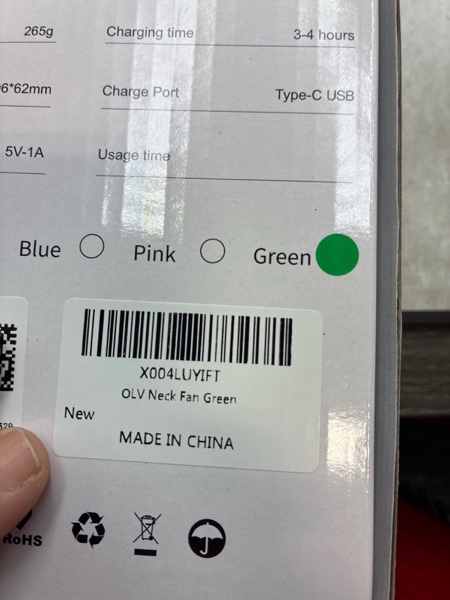 265g
Charging time 3-4 hours
6*62mm
Charge Port Type-C USB
5V-1A
Usage time
Blue Pink Green
X004LUYIFT
OLV Neck Fan Green
New
MADE IN CHINA
RoHS